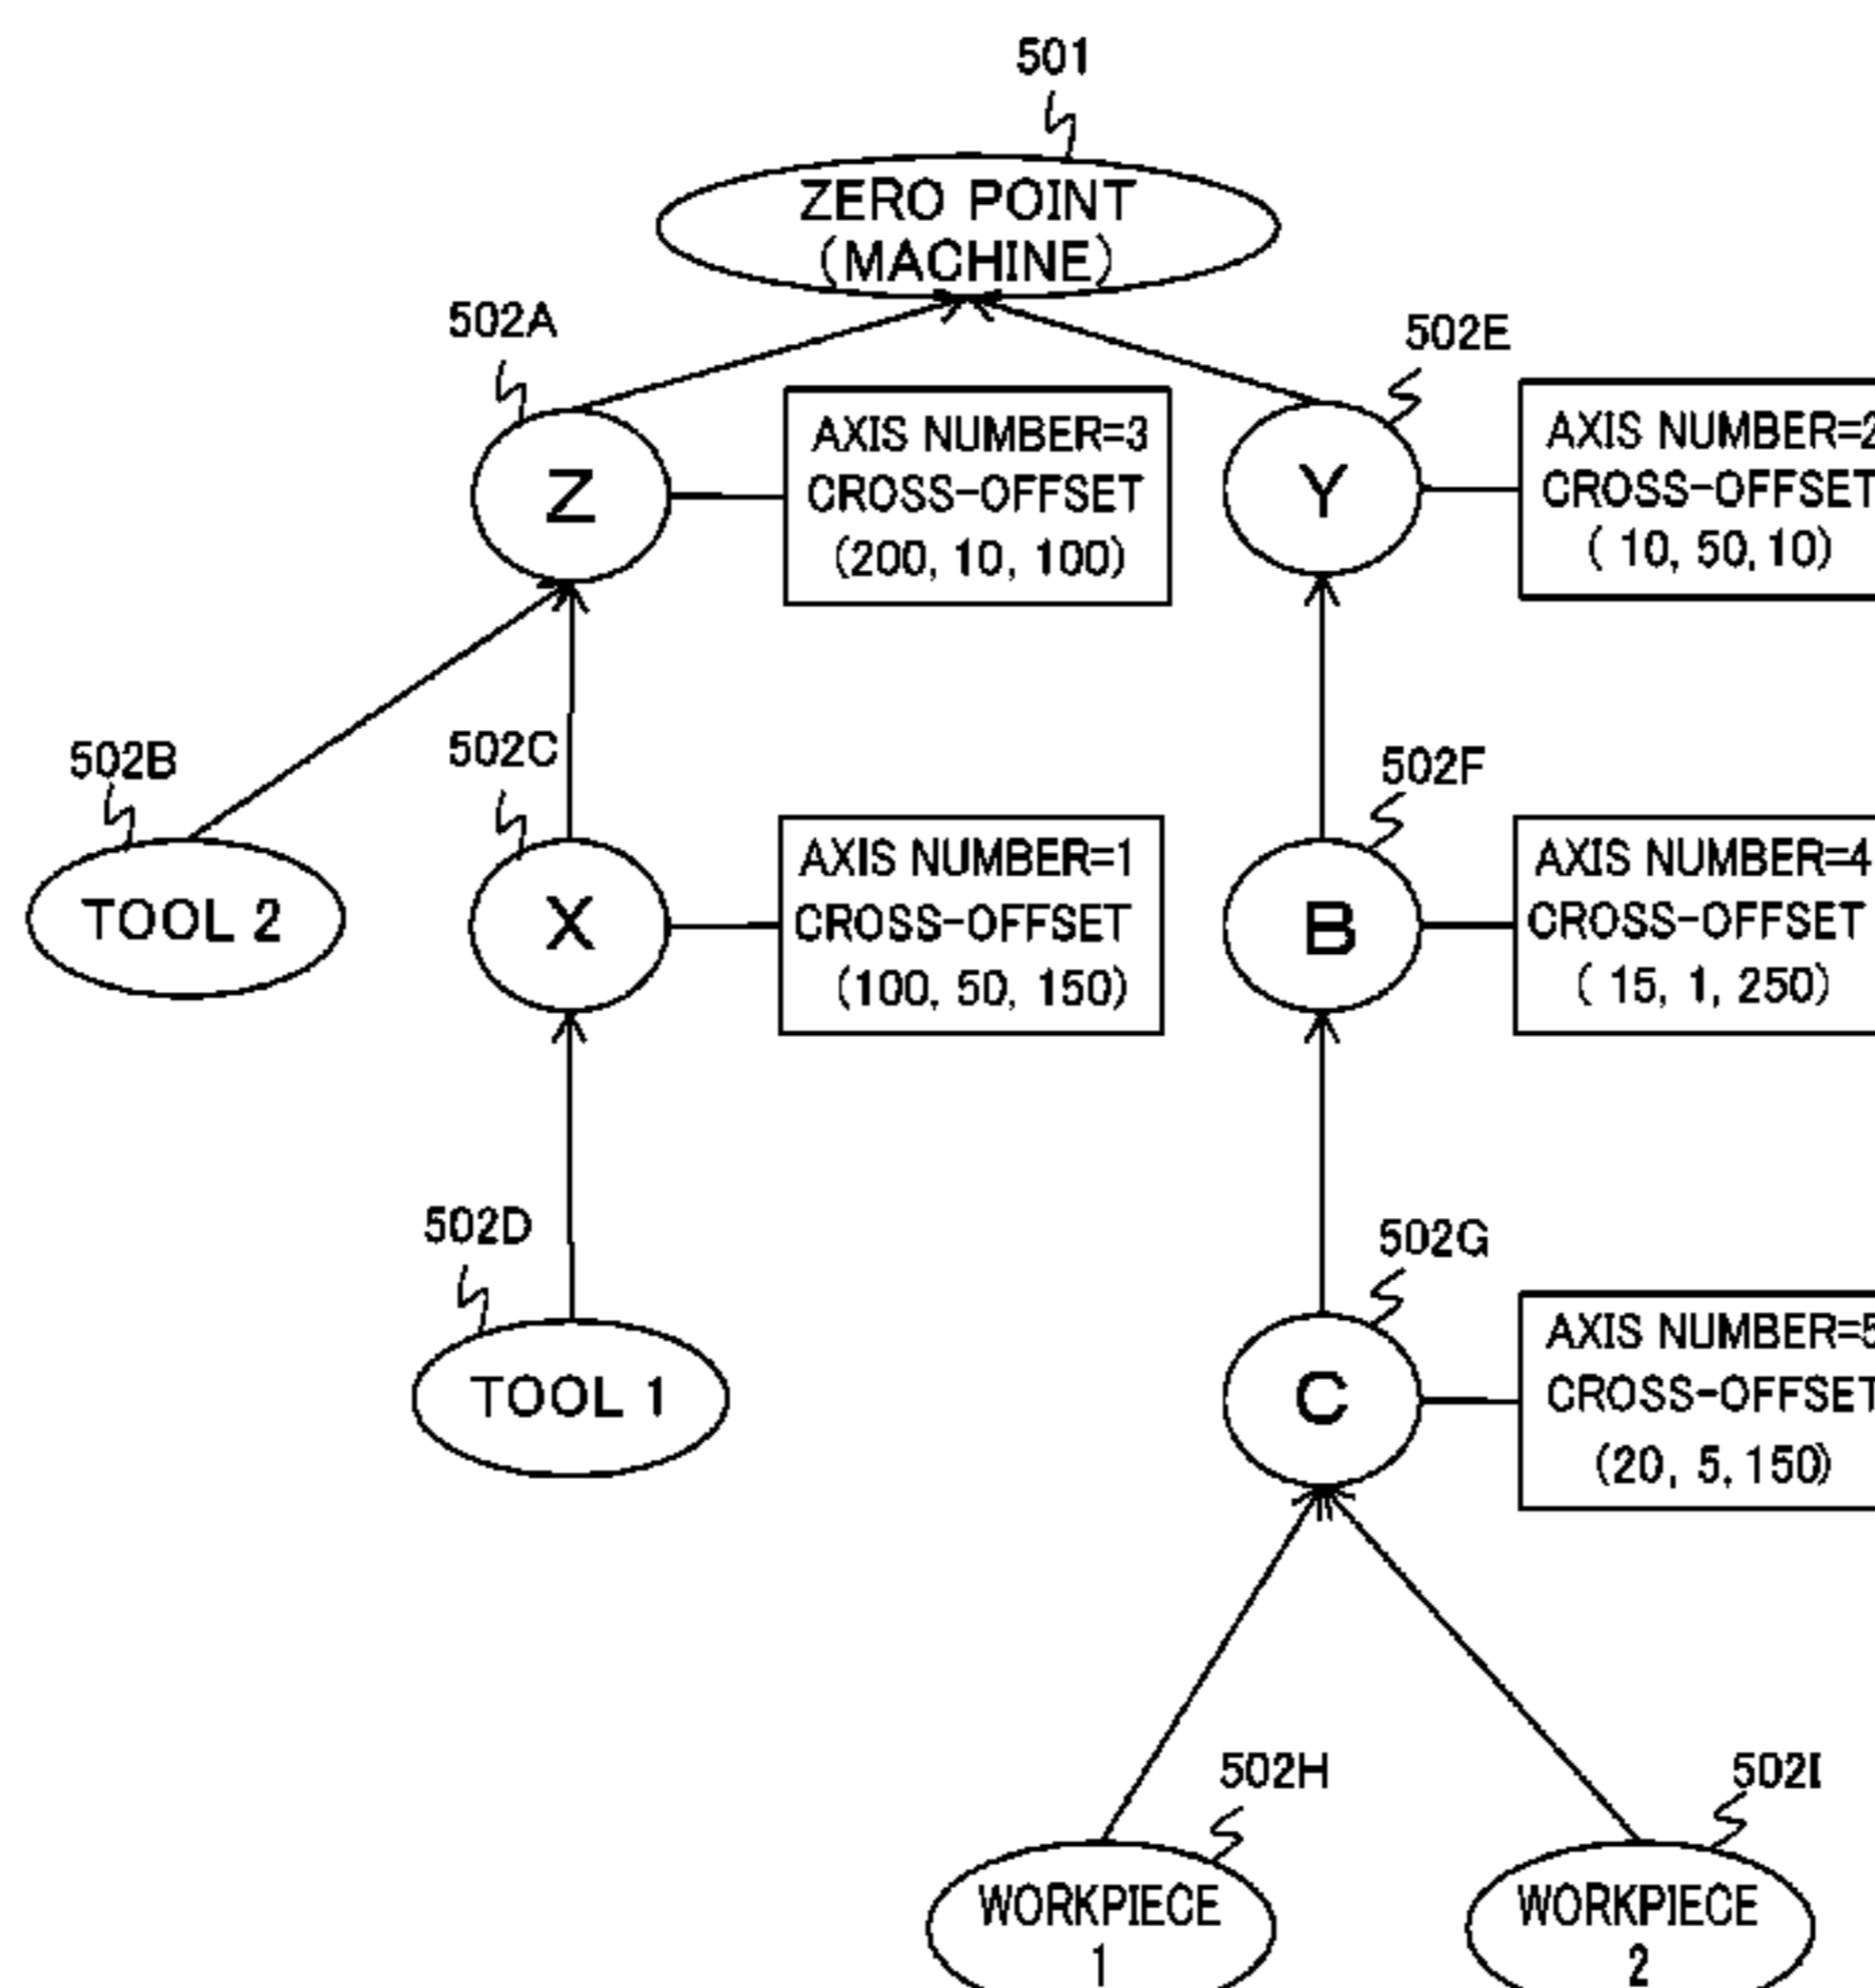 501
ZERO POINT
(MACHINE)
502A
502E
Z
AXIS NUMBER=3
CROSS-OFFSET
(200, 10, 100)
Y
AXIS NUMBER=2
CROSS-OFFSET
( 10, 50, 10)
502B
502C
502F
TOOL 2
X
AXIS NUMBER=1
CROSS-OFFSET
(100, 50, 150)
B
AXIS NUMBER=4
CROSS-OFFSET
( 15, 1, 250)
502D
502G
TOOL 1
C
AXIS NUMBER=5
CROSS-OFFSET
(20, 5, 150)
502H
502I
WORKPIECE
1
WORKPIECE
2